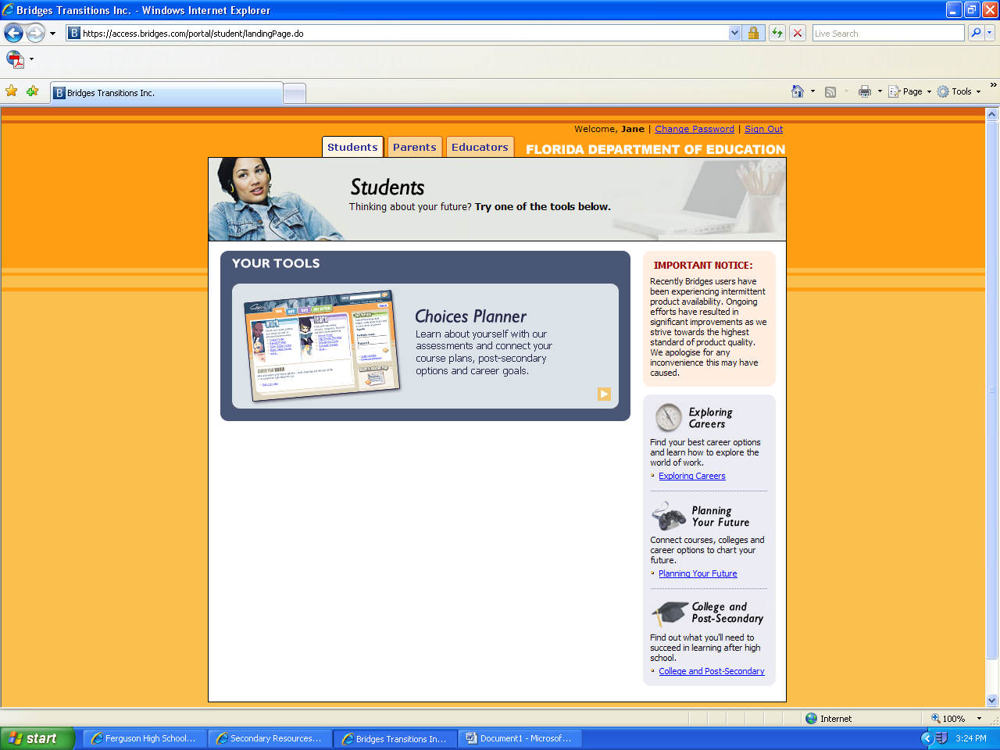 Bridges Transitions Inc. - Windows Internet Explorer
https://access.bridges.com/portal/student/landingPage.do
Live Search
Bridges Transitions Inc.
Page
Tools
Welcome, Jane | Change Password | Sign Out
Students
Parents
Educators
FLORIDA DEPARTMENT OF EDUCATION
Students
Thinking about your future? Try one of the tools below.
YOUR TOOLS
Choices Planner
Learn about yourself with our
assessments and connect your
course plans, post-secondary
options and career goals.
IMPORTANT NOTICE:
Recently Bridges users have
been experiencing intermittent
product availability. Ongoing
efforts have resulted in
significant improvements as we
strive towards the highest
standard of product quality.
We apologise for any
inconvenience this may have
caused.
Exploring
Careers
Find your best career options
and learn how to explore the
world of work.
Exploring Careers
Planning
Your Future
Connect courses, colleges and
career options to chart your
future.
Planning Your Future
College and
Post-Secondary
Find out what you'll need to
succeed in learning after high
school.
College and Post-Secondary
Internet
100%
start
Ferguson High School...
Secondary Resources...
Bridges Transitions In...
Document1 - Microsof...
3:24 PM